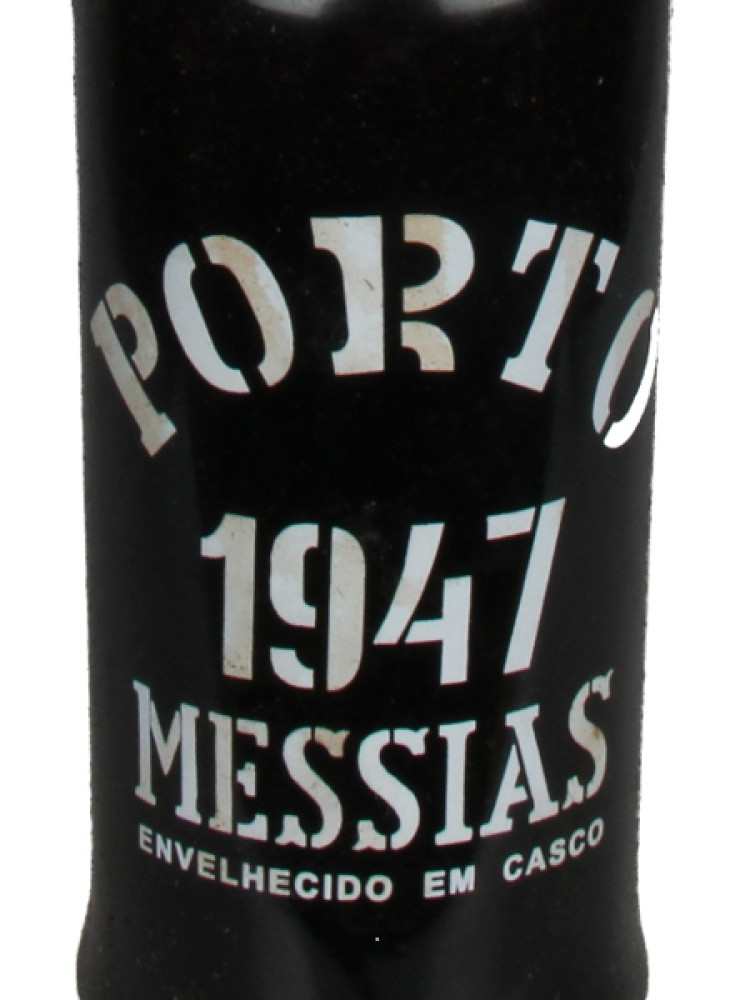 PORTO
1947
MESSIAS
ENVELHECIDO EM CASCO